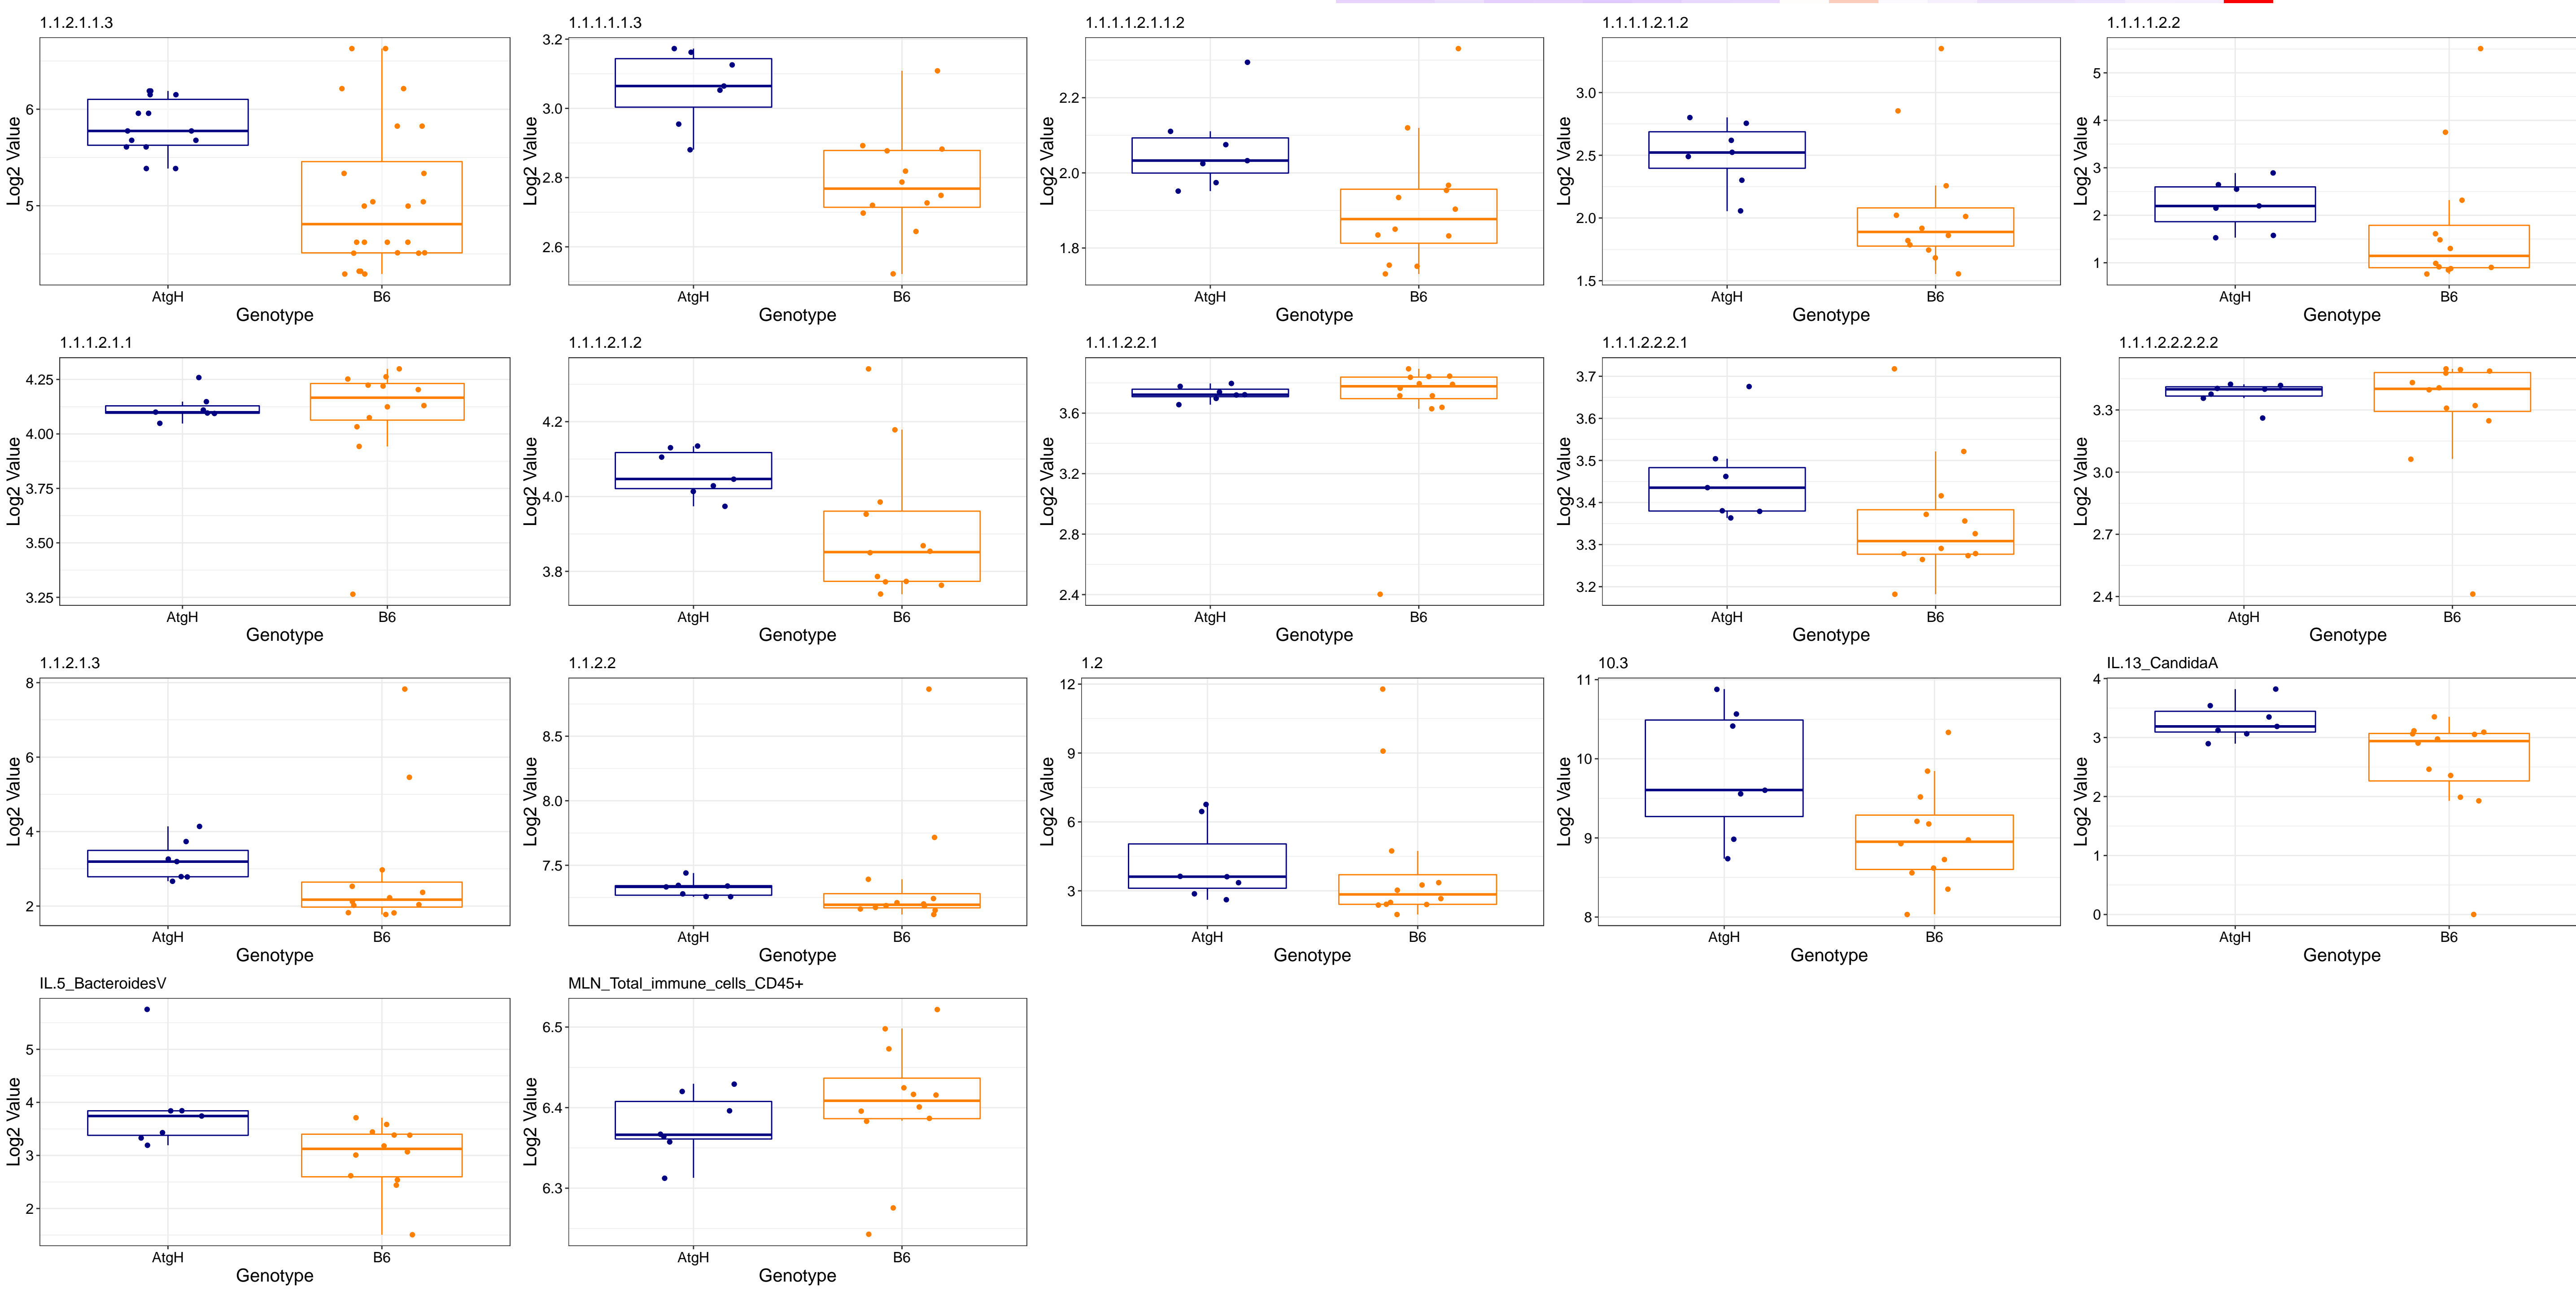 1.1.2.1.1.3
1.1.1.1.1.3
1.1.1.1.2.1.1.2
1.1.1.1.2.1.2
1.1.1.1.2.2
Log2 Value
6
5
AtgH
B6
Genotype
Log2 Value
3.2
3.0
2.8
2.6
AtgH
B6
Genotype
Log2 Value
2.2
2.0
1.8
AtgH
B6
Genotype
Log2 Value
3.0
2.5
2.0
1.5
AtgH
B6
Genotype
Log2 Value
5
4
3
2
1
AtgH
B6
Genotype
1.1.1.2.1.1
1.1.1.2.1.2
1.1.1.2.2.1
1.1.1.2.2.2.1
1.1.1.2.2.2.2.2
Log2 Value
4.25
4.00
3.75
3.50
3.25
AtgH
B6
Genotype
Log2 Value
4.2
4.0
3.8
AtgH
B6
Genotype
Log2 Value
3.6
3.2
2.8
2.4
AtgH
B6
Genotype
Log2 Value
3.7
3.6
3.5
3.4
3.3
3.2
AtgH
B6
Genotype
Log2 Value
3.3
3.0
2.7
2.4
AtgH
B6
Genotype
1.1.2.1.3
1.1.2.2
1.2
10.3
IL.13_CandidaA
Log2 Value
8
6
4
2
AtgH
B6
Genotype
Log2 Value
8.5
8.0
7.5
AtgH
B6
Genotype
Log2 Value
12
9
6
3
AtgH
B6
Genotype
Log2 Value
11
10
9
8
AtgH
B6
Genotype
Log2 Value
4
3
2
1
0
AtgH
B6
Genotype
IL.5_BacteroidesV
MLN_Total_immune_cells_CD45+
Log2 Value
5
4
3
2
AtgH
B6
Genotype
Log2 Value
6.5
6.4
6.3
AtgH
B6
Genotype